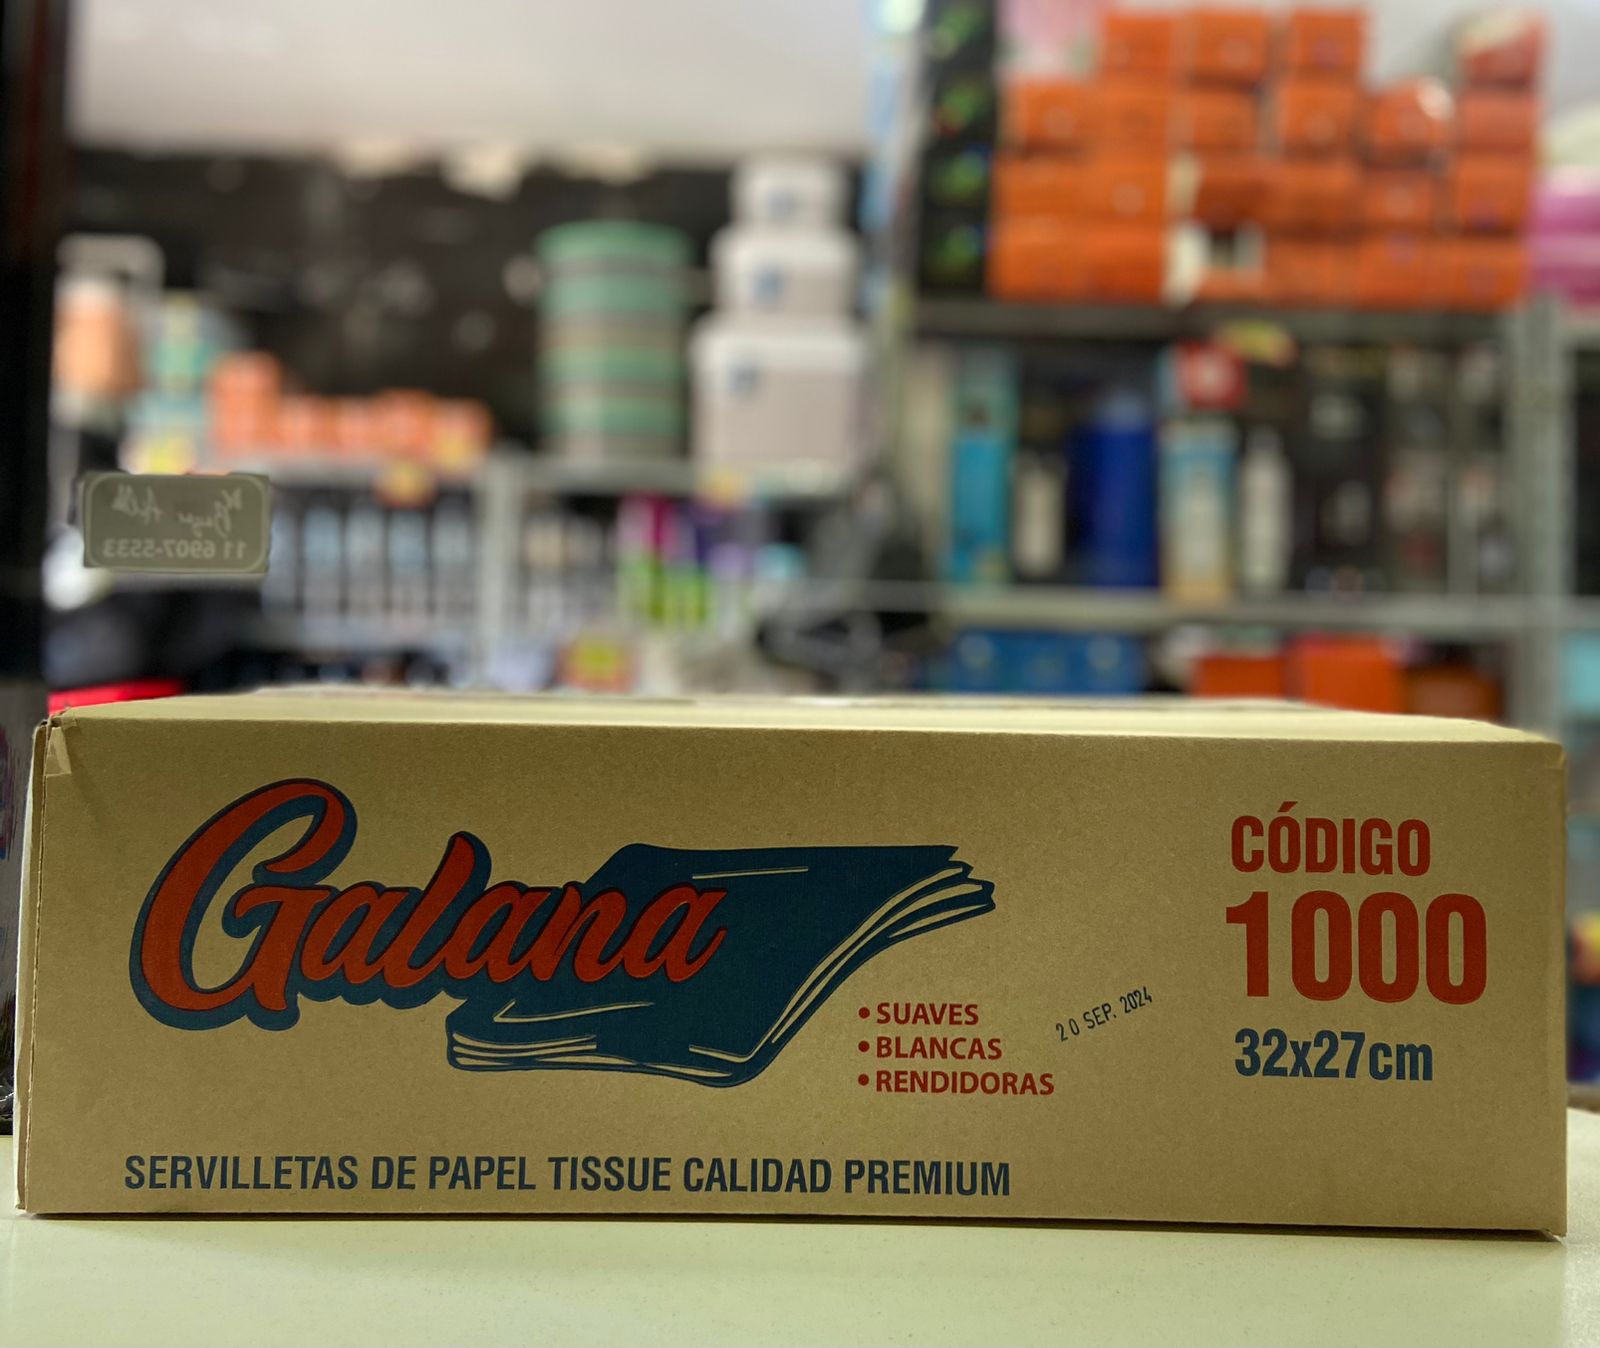 11 6907-5533
Galana
CÓDIGO
1000
32x27cm
• SUAVES
• BLANCAS
• RENDIDORAS
20 SEP. 2024
SERVILLETAS DE PAPEL TISSUE CALIDAD PREMIUM